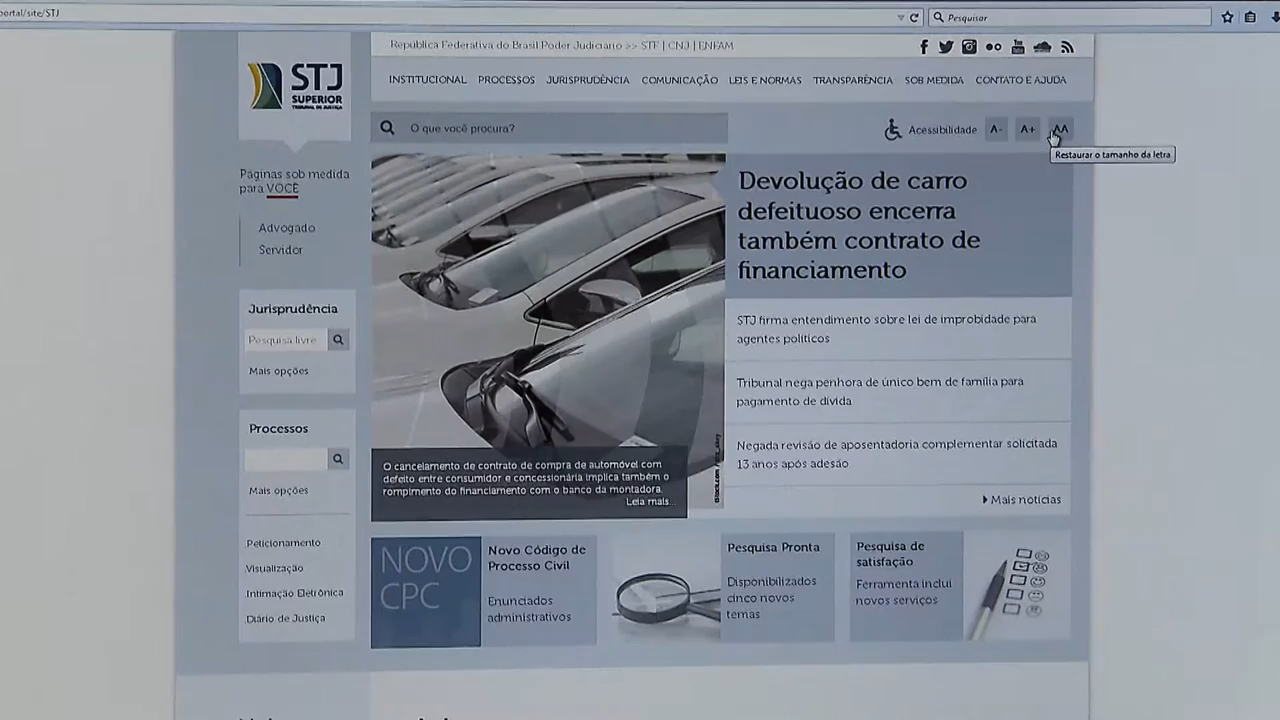 portal/site/STJ
Pesquisar
República Federativa do Brasil Poder Judiciário >> STF | CNJ | ENFAM
STJ
SUPERIOR
TRIBUNAL DE JUSTIÇA
INSTITUCIONAL PROCESSOS JURISPRUDÊNCIA COMUNICAÇÃO LEIS E NORMAS TRANSPARÊNCIA SOB MEDIDA CONTATO E AJUDA
O que você procura?
Acessibilidade A- A+ AA
Restaurar o tamanho da letra
Páginas sob medida
para VOCÊ
Advogado
Servidor
Jurisprudência
Pesquisa livre
Mais opções
Processos
Mais opções
Peticionamento
Visualização
Intimação Eletrônica
Diário de Justiça
Devolução de carro
defeituoso encerra
também contrato de
financiamento
O cancelamento de contrato de compra de automóvel com
defeito entre consumidor e concessionária implica também o
rompimento do financiamento com o banco da montadora.
Leia mais...
STJ firma entendimento sobre lei de improbidade para
agentes políticos
Tribunal nega penhora de único bem de família para
pagamento de dívida
Negada revisão de aposentadoria complementar solicitada
13 anos após adesão
Mais notícias
NOVO
CPC
Novo Código de
Processo Civil
Enunciados
administrativos
Pesquisa Pronta
Disponibilizados
cinco novos
temas
Pesquisa de
satisfação
Ferramenta inclui
novos serviços